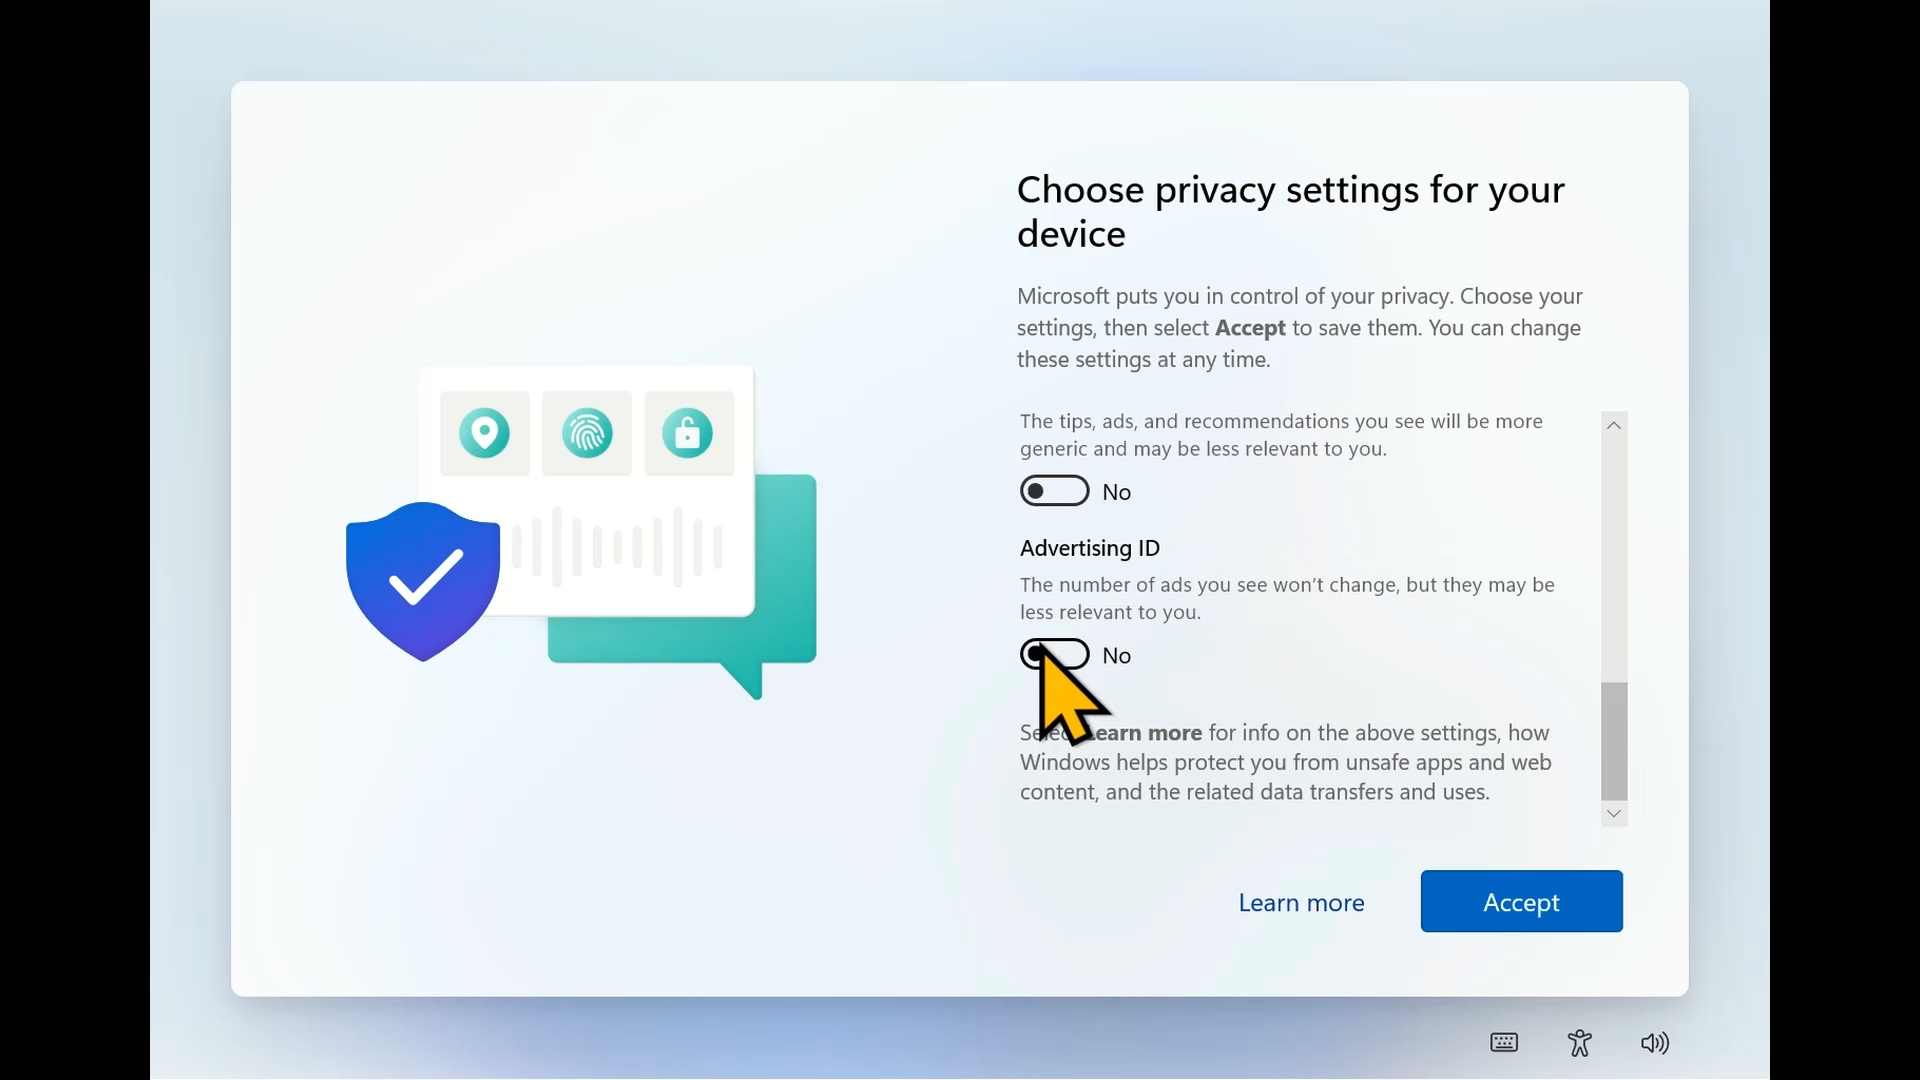 Choose privacy settings for your
device
Microsoft puts you in control of your privacy. Choose your
settings, then select Accept to save them. You can change
these settings at any time.
The tips, ads, and recommendations you see will be more
generic and may be less relevant to you.
No
Advertising ID
The number of ads you see won't change, but they may be
less relevant to you.
No
Learn more for info on the above settings, how
Windows helps protect you from unsafe apps and web
content, and the related data transfers and uses.
Learn more
Accept